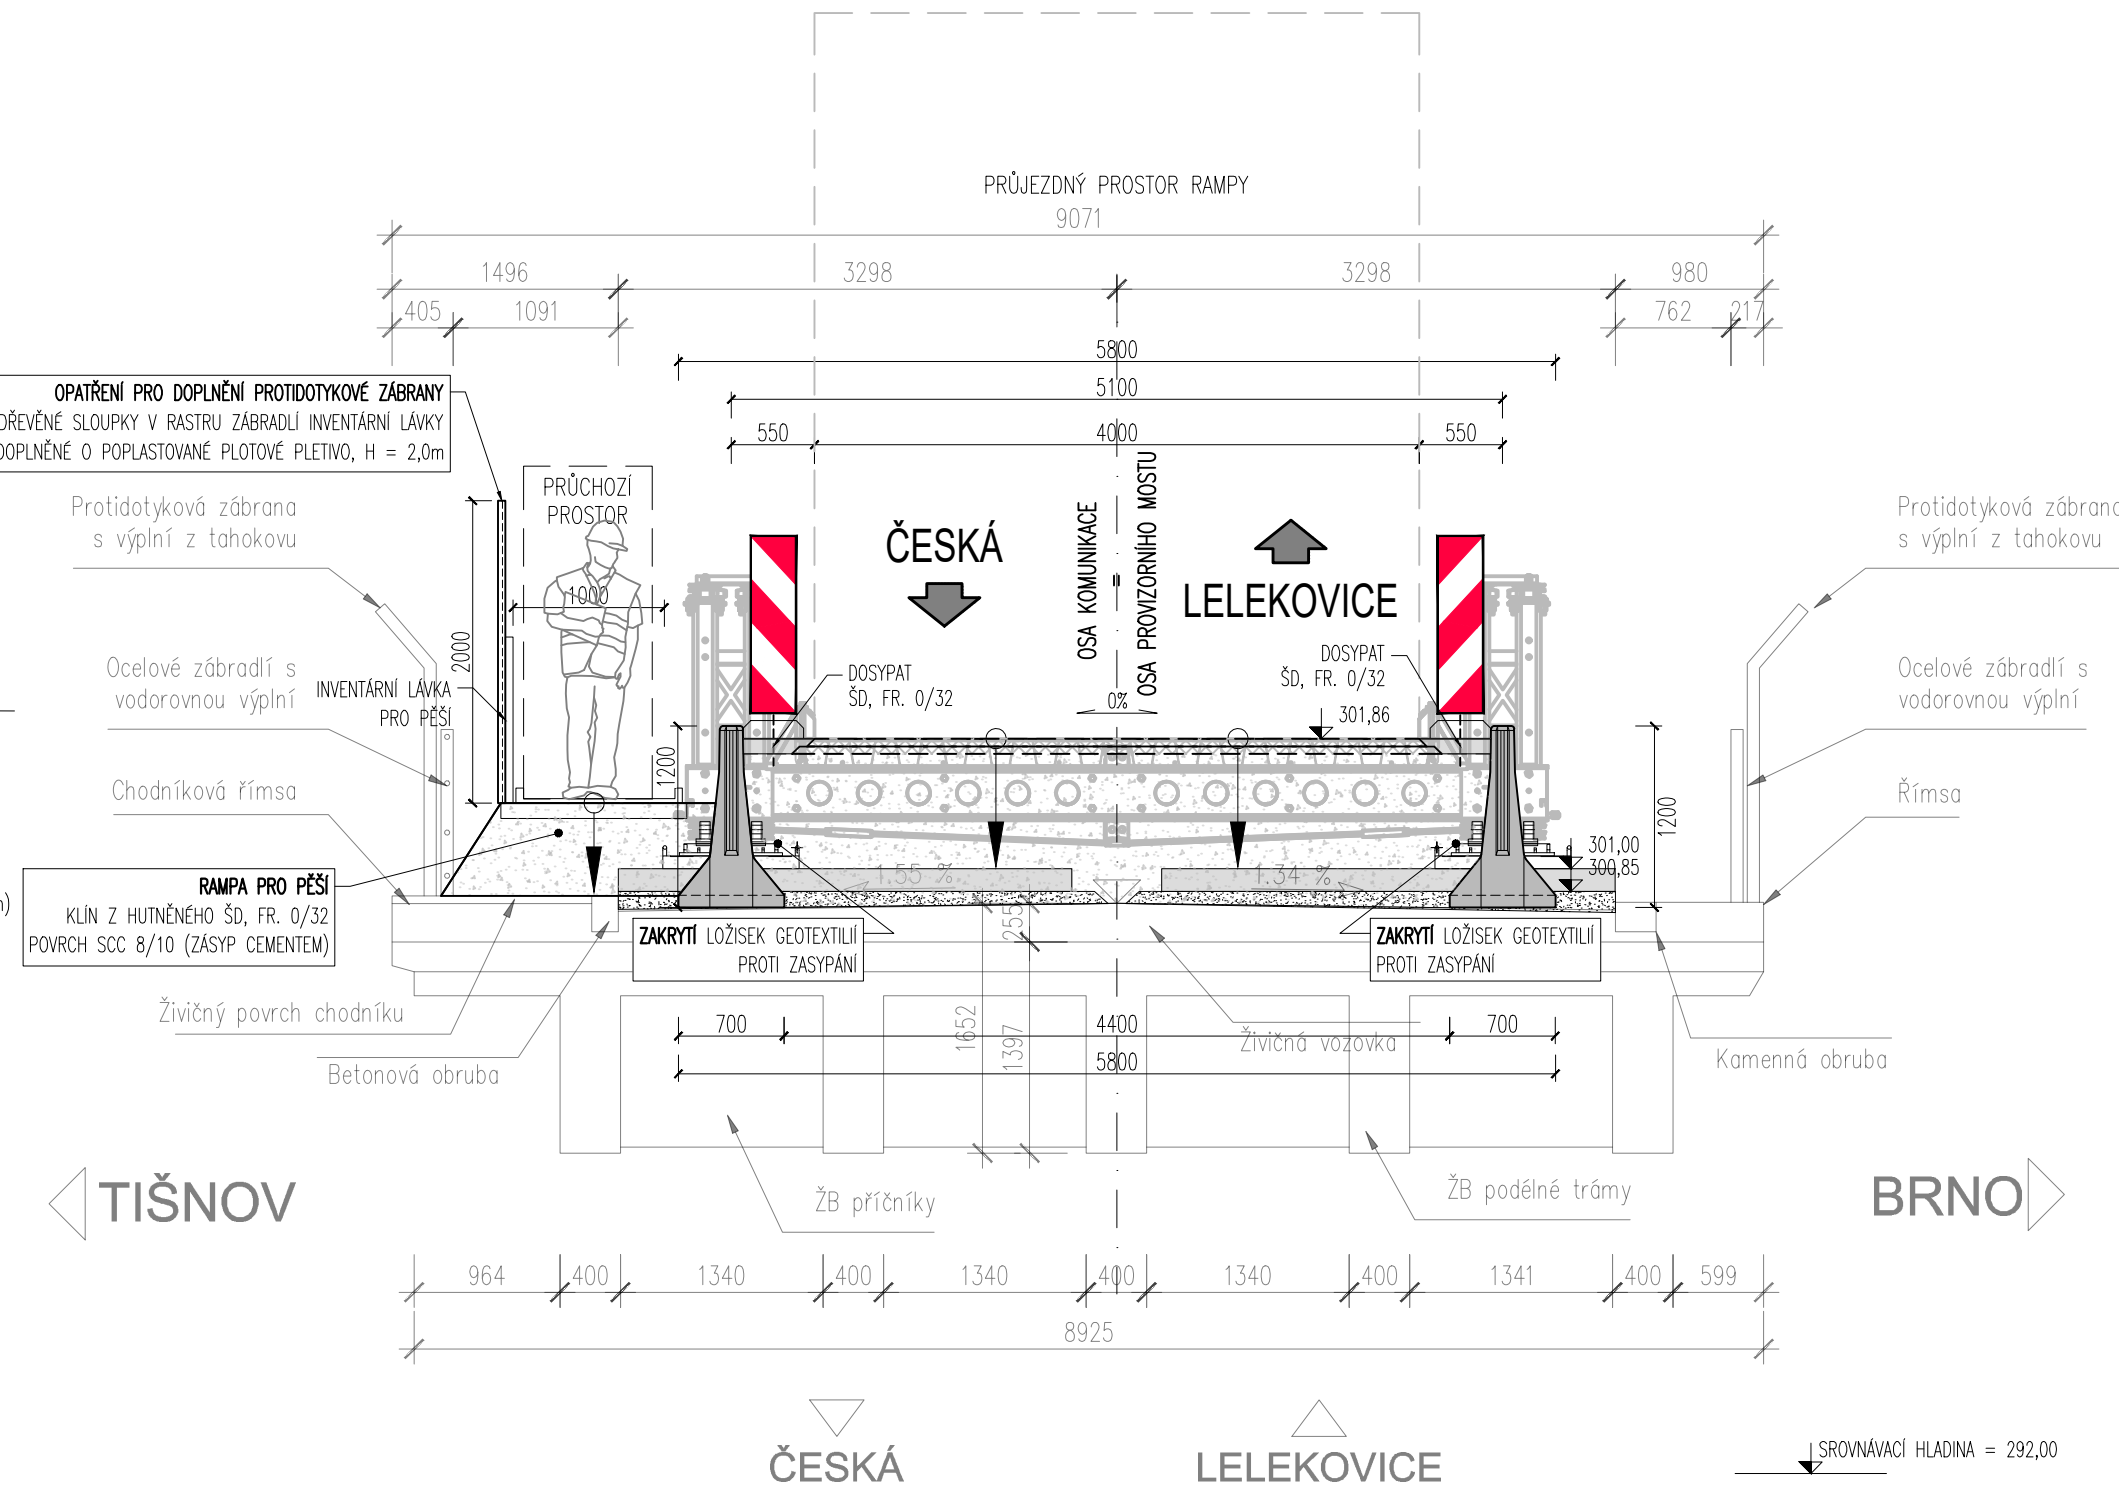 PRŮJEZDNÝ PROSTOR RAMPY
9071
1496
3298
3298
980
405
1091
762
217
5800
5100
550
4000
550
OPATŘENÍ PRO DOPLNĚNÍ PROTIDOTYKOVÉ ZÁBRANY
DŘEVĚNÉ SLOUPKY V RASTRU ZÁBRADLÍ INVENTÁRNÍ LÁVKY
DOPLNĚNÉ O POPLASTOVANÉ PLOTOVÉ PLETIVO, H = 2,0m
PRŮCHOZÍ
PROSTOR
Protidotyková zábrana
s výplní z tahokovu
ČESKÁ
OSA KOMUNIKACE
=
OSA PROVIZORNÍHO MOSTU
LELEKOVICE
Protidotyková zábrana
s výplní z tahokovu
1000
2000
Ocelové zábradlí s
vodorovnou výplní
INVENTÁRNÍ LÁVKA
PRO PĚŠÍ
DOSYPAT
ŠD, FR. 0/32
DOSYPAT
ŠD, FR. 0/32
0%
301,86
Ocelové zábradlí s
vodorovnou výplní
1200
Chodníková římsa
Římsa
1200
301,00
300,85
1.55 %
1.34 %
RAMPA PRO PĚŠÍ
KLÍN Z HUTNĚNÉHO ŠD, FR. 0/32
POVRCH SCC 8/10 (ZÁSYP CEMENTEM)
ZAKRYTÍ LOŽISEK GEOTEXTILIÍ
PROTI ZASYPÁNÍ
255
ZAKRYTÍ LOŽISEK GEOTEXTILIÍ
PROTI ZASYPÁNÍ
Živičný povrch chodníku
700
1652
1397
4400
Živičná vozovka
700
5800
Betonová obruba
Kamenná obruba
TIŠNOV
ŽB příčníky
ŽB podélné trámy
BRNO
964
400
1340
400
1340
400
1340
400
1341
400
599
8925
ČESKÁ
LELEKOVICE
SROVNÁVACÍ HLADINA = 292,00